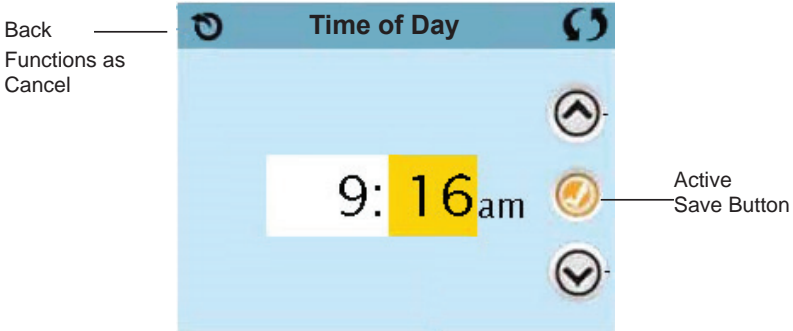 Time of Day
Back
Functions as
Cancel
9: 16am
Active
Save Button